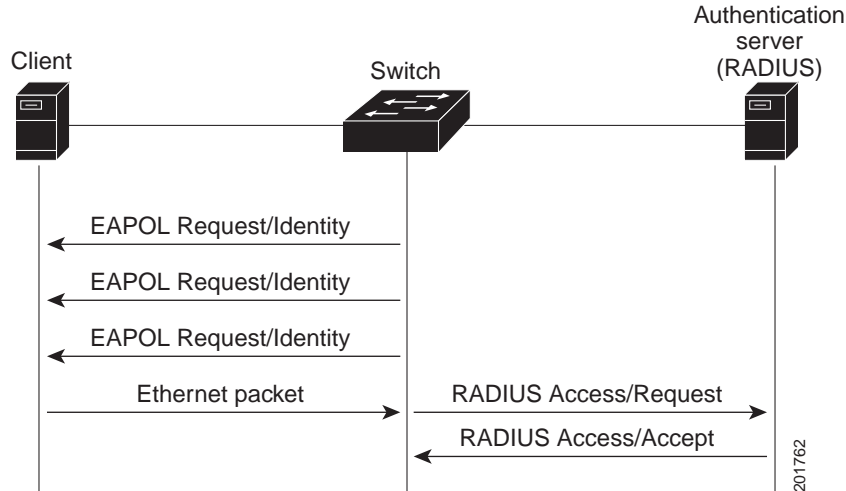 Authentication
server
(RADIUS)
Client
Switch
EAPOL Request/Identity
EAPOL Request/Identity
EAPOL Request/Identity
Ethernet packet
RADIUS Access/Request
RADIUS Access/Accept
201762